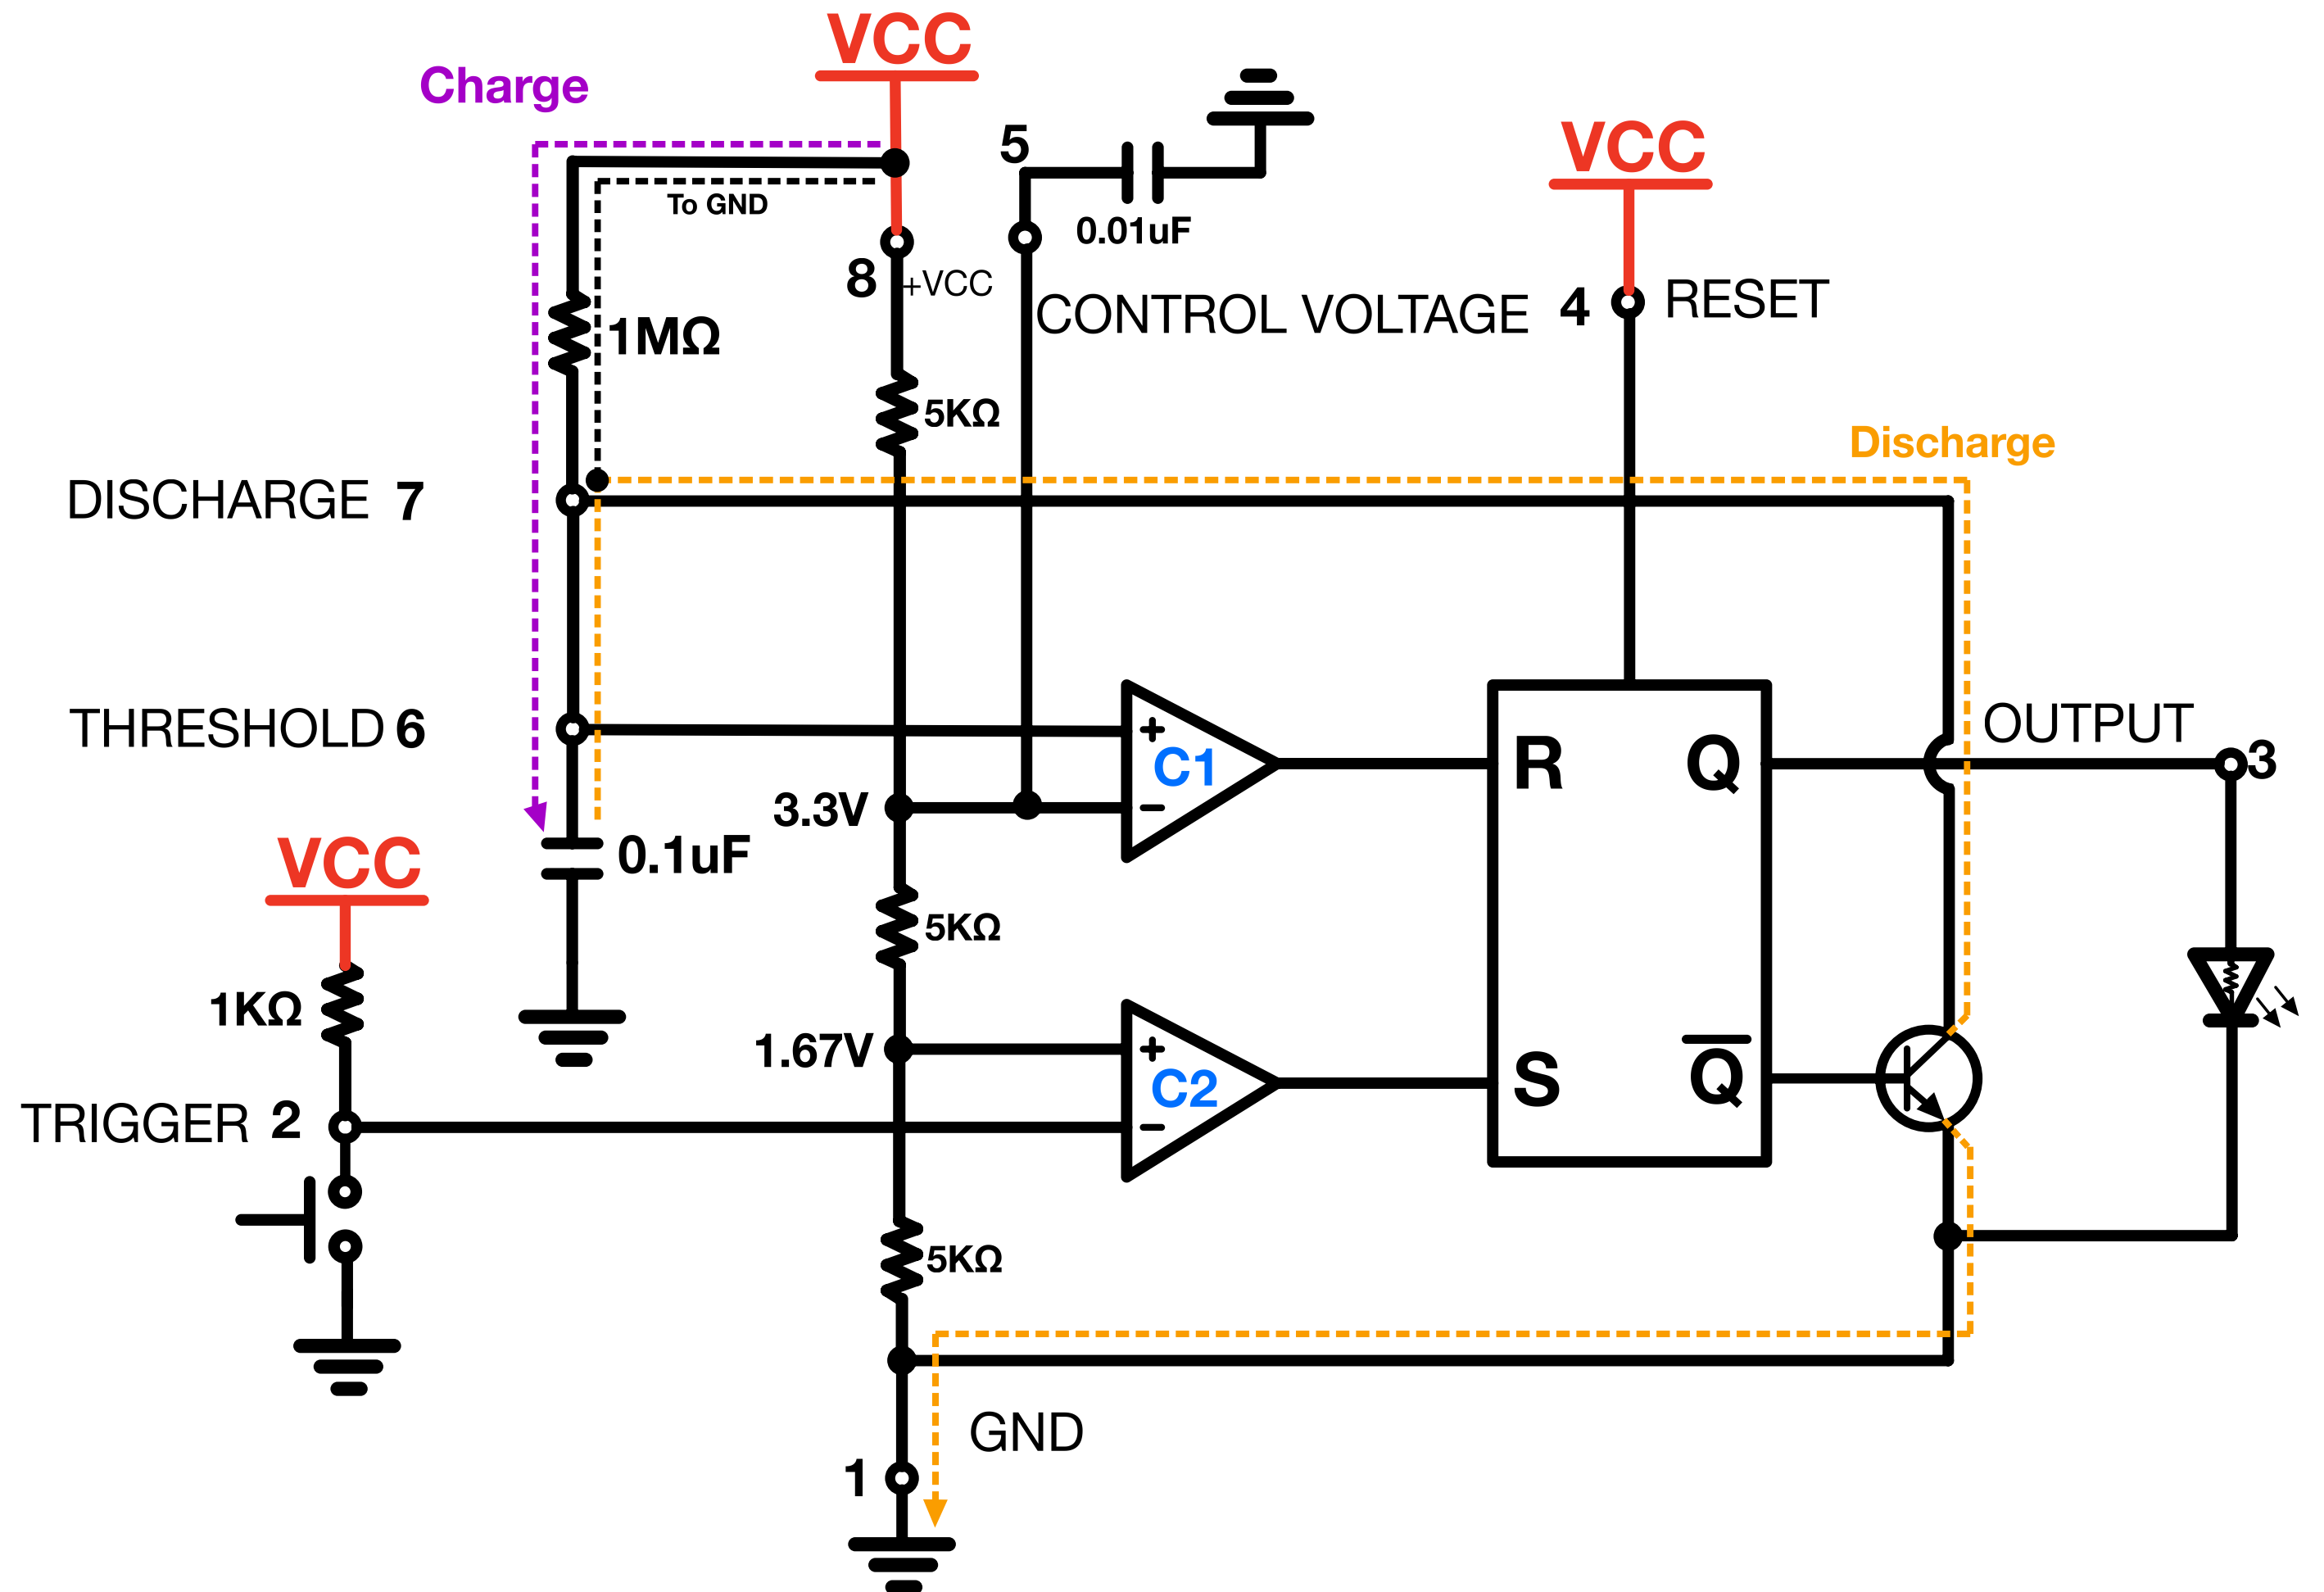 VCC
Charge
5
VCC
To GND
0.01uF
8
+VCC
CONTROL VOLTAGE
4
RESET
1MΩ
5KΩ
Discharge
DISCHARGE 7
THRESHOLD 6
+
C1
-
R
Q
OUTPUT
3
3.3V
VCC
0.1uF
5KΩ
1KΩ
1.67V
+
C2
-
S
Q
TRIGGER 2
5KΩ
GND
1